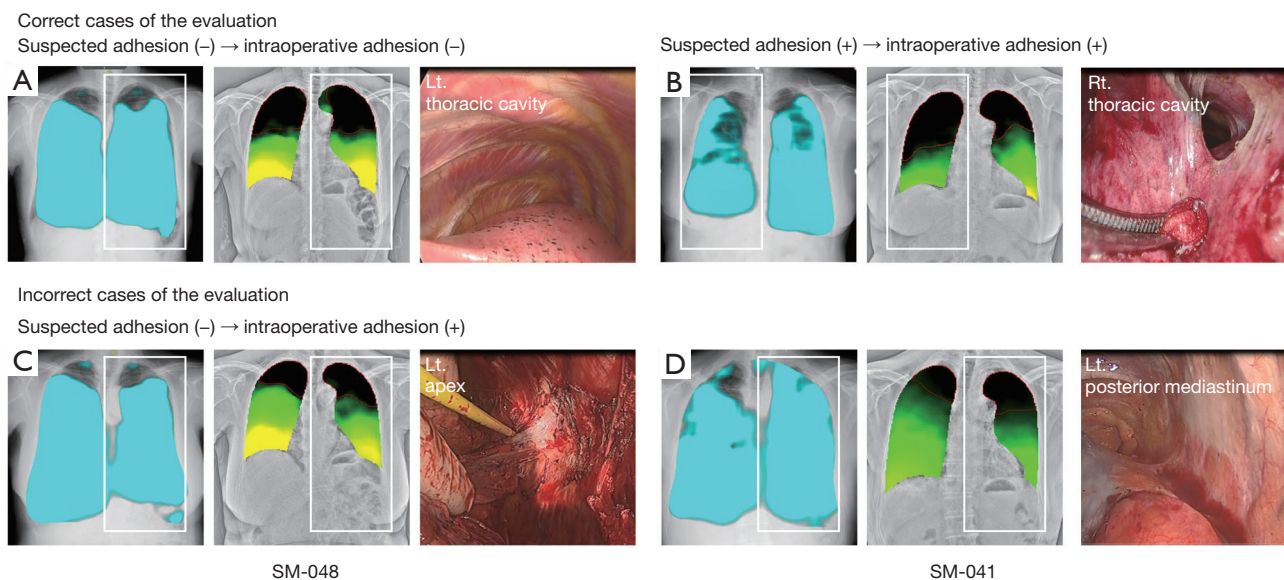 Correct cases of the evaluation
Suspected adhesion (–) → intraoperative adhesion (–)
Suspected adhesion (+) → intraoperative adhesion (+)
A
Lt.
thoracic cavity
B
Rt.
thoracic cavity
Incorrect cases of the evaluation
Suspected adhesion (–) → intraoperative adhesion (+)
C
Lt.
apex
D
Lt.
posterior mediastinum
SM-048
SM-041